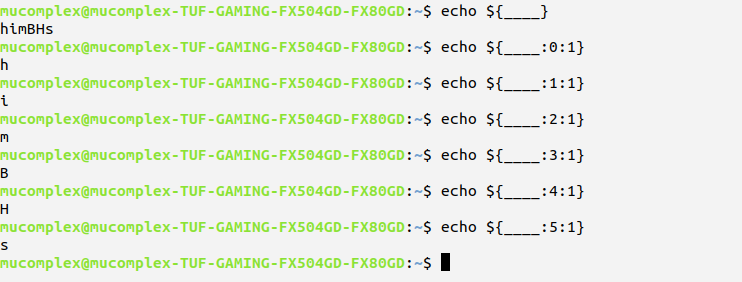 mucomplex@mucomplex-TUF-GAMING-FX504GD-FX80GD:~$ echo ${____}
himBHs
mucomplex@mucomplex-TUF-GAMING-FX504GD-FX80GD:~$ echo ${____:0:1}
h
mucomplex@mucomplex-TUF-GAMING-FX504GD-FX80GD:~$ echo ${____:1:1}
i
mucomplex@mucomplex-TUF-GAMING-FX504GD-FX80GD:~$ echo ${____:2:1}
m
mucomplex@mucomplex-TUF-GAMING-FX504GD-FX80GD:~$ echo ${____:3:1}
B
mucomplex@mucomplex-TUF-GAMING-FX504GD-FX80GD:~$ echo ${____:4:1}
H
mucomplex@mucomplex-TUF-GAMING-FX504GD-FX80GD:~$ echo ${____:5:1}
s
mucomplex@mucomplex-TUF-GAMING-FX504GD-FX80GD:~$